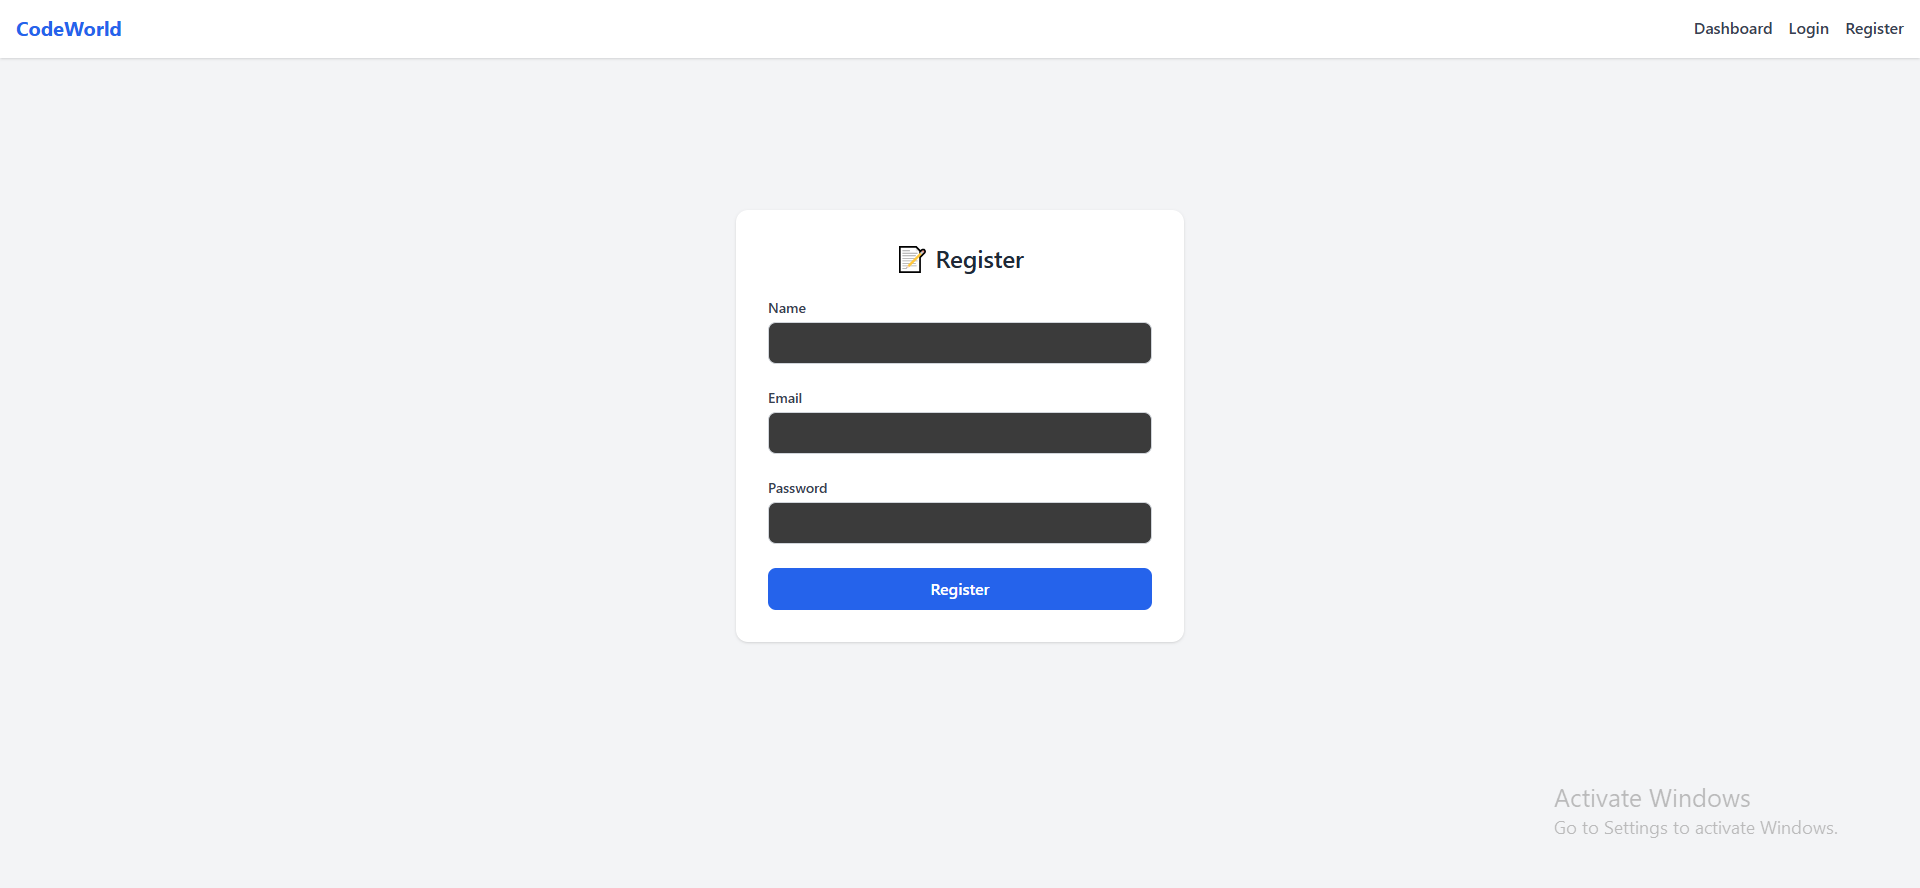 CodeWorld
Dashboard Login Register
📝 Register
Name
Email
Password
Register
Activate Windows
Go to Settings to activate Windows.